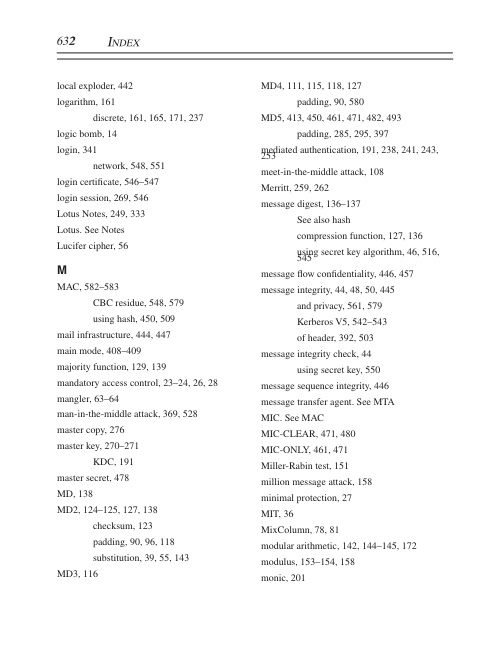 632 INDEX
local exploder, 442
logarithm, 161
discrete, 161, 165, 171, 237
logic bomb, 14
login, 341
network, 548, 551
login certificate, 546–547
login session, 269, 546
Lotus Notes, 249, 333
Lotus. See Notes
Lucifer cipher, 56
M
MAC, 582–583
CBC residue, 548, 579
using hash, 450, 509
mail infrastructure, 444, 447
main mode, 408–409
majority function, 129, 139
mandatory access control, 23–24, 26, 28
mangler, 63–64
man-in-the-middle attack, 369, 528
master copy, 276
master key, 270–271
KDC, 191
master secret, 478
MD, 138
MD2, 124–125, 127, 138
checksum, 123
padding, 90, 96, 118
substitution, 39, 55, 143
MD3, 116
MD4, 111, 115, 118, 127
padding, 90, 580
MD5, 413, 450, 461, 471, 482, 493
padding, 285, 295, 397
mediated authentication, 191, 238, 241, 243,
253
meet-in-the-middle attack, 108
Merritt, 259, 262
message digest, 136–137
See also hash
compression function, 127, 136
using secret key algorithm, 46, 516,
545
message flow confidentiality, 446, 457
message integrity, 44, 48, 50, 445
and privacy, 561, 579
Kerberos V5, 542–543
of header, 392, 503
message integrity check, 44
using secret key, 550
message sequence integrity, 446
message transfer agent. See MTA
MIC. See MAC
MIC-CLEAR, 471, 480
MIC-ONLY, 461, 471
Miller-Rabin test, 151
million message attack, 158
minimal protection, 27
MIT, 36
MixColumn, 78, 81
modular arithmetic, 142, 144–145, 172
modulus, 153–154, 158
monic, 201